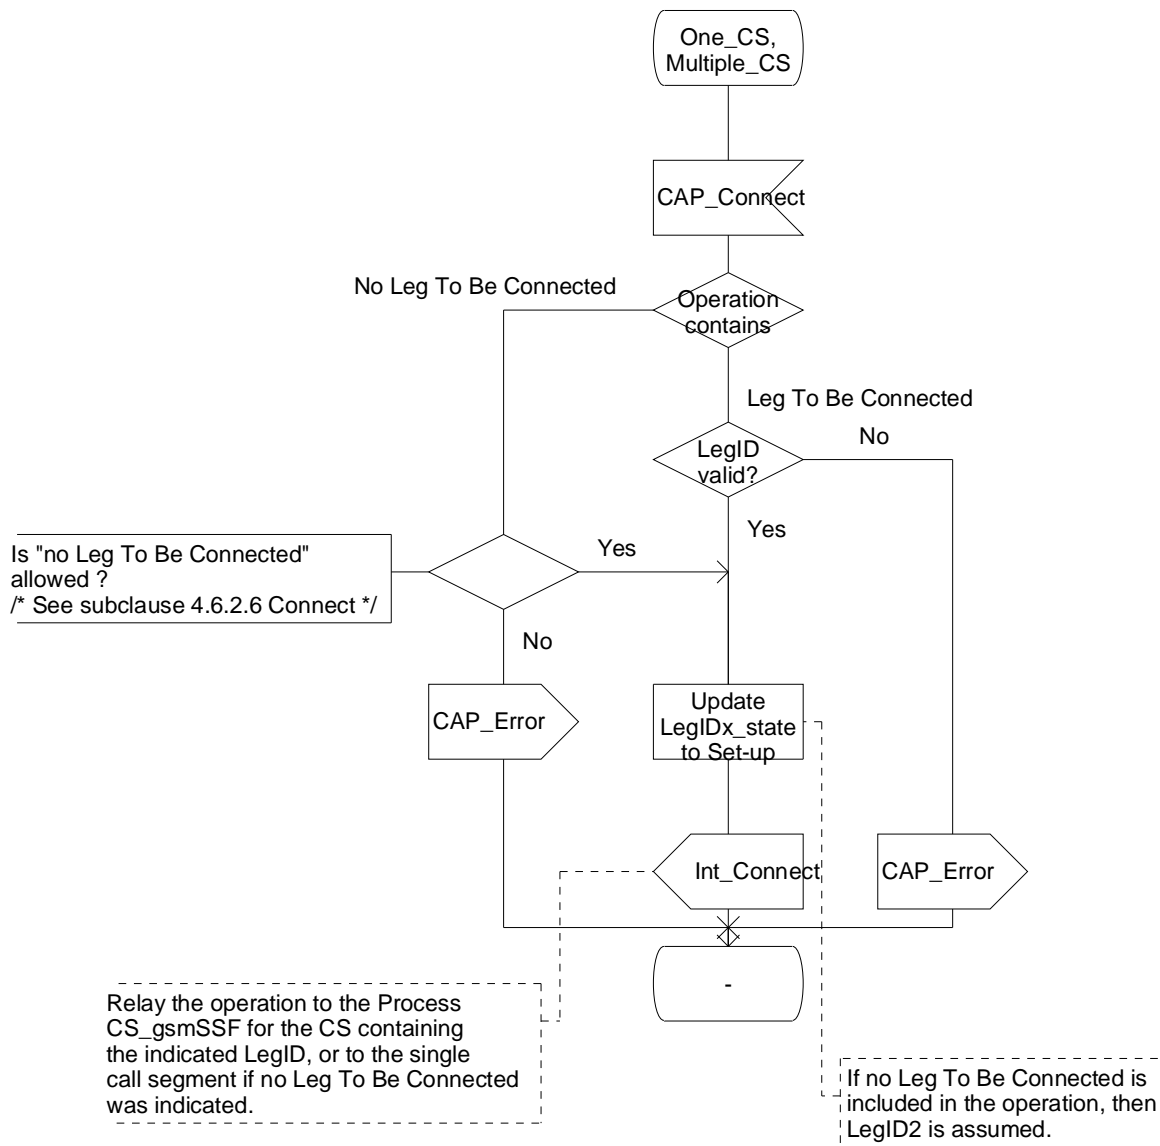 One_CS,
Multiple_CS
CAP_Connect
No Leg To Be Connected
Operation
contains
Leg To Be Connected
LegID
valid?
No
Yes
Is "no Leg To Be Connected"
allowed ?
/* See subclause 4.6.2.6 Connect */
Yes
No
CAP_Error
Update
LegIDx_state
to Set-up
Int_Connect
CAP_Error
-
Relay the operation to the Process
CS_gsmSSF for the CS containing
the indicated LegID, or to the single
call segment if no Leg To Be Connected
was indicated.
If no Leg To Be Connected is
included in the operation, then
LegID2 is assumed.